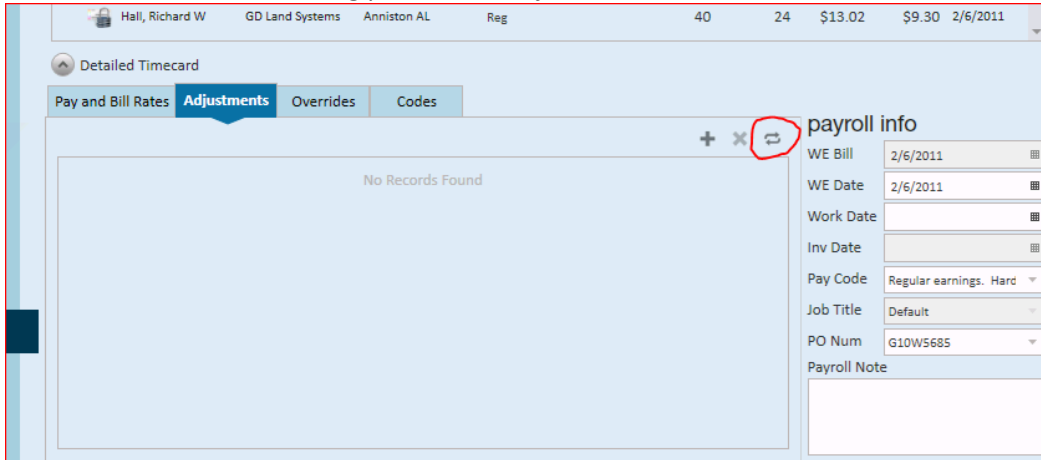 Hall, Richard W GD Land Systems Anniston AL Reg 40 24 $13.02 $9.30 2/6/2011
Detailed Timecard
Pay and Bill Rates Adjustments Overrides Codes
payroll info
WE Bill 2/6/2011
No Records Found
WE Date 2/6/2011
Work Date
Inv Date
Pay Code Regular earnings. Hard
Job Title Default
PO Num G10W5685
Payroll Note